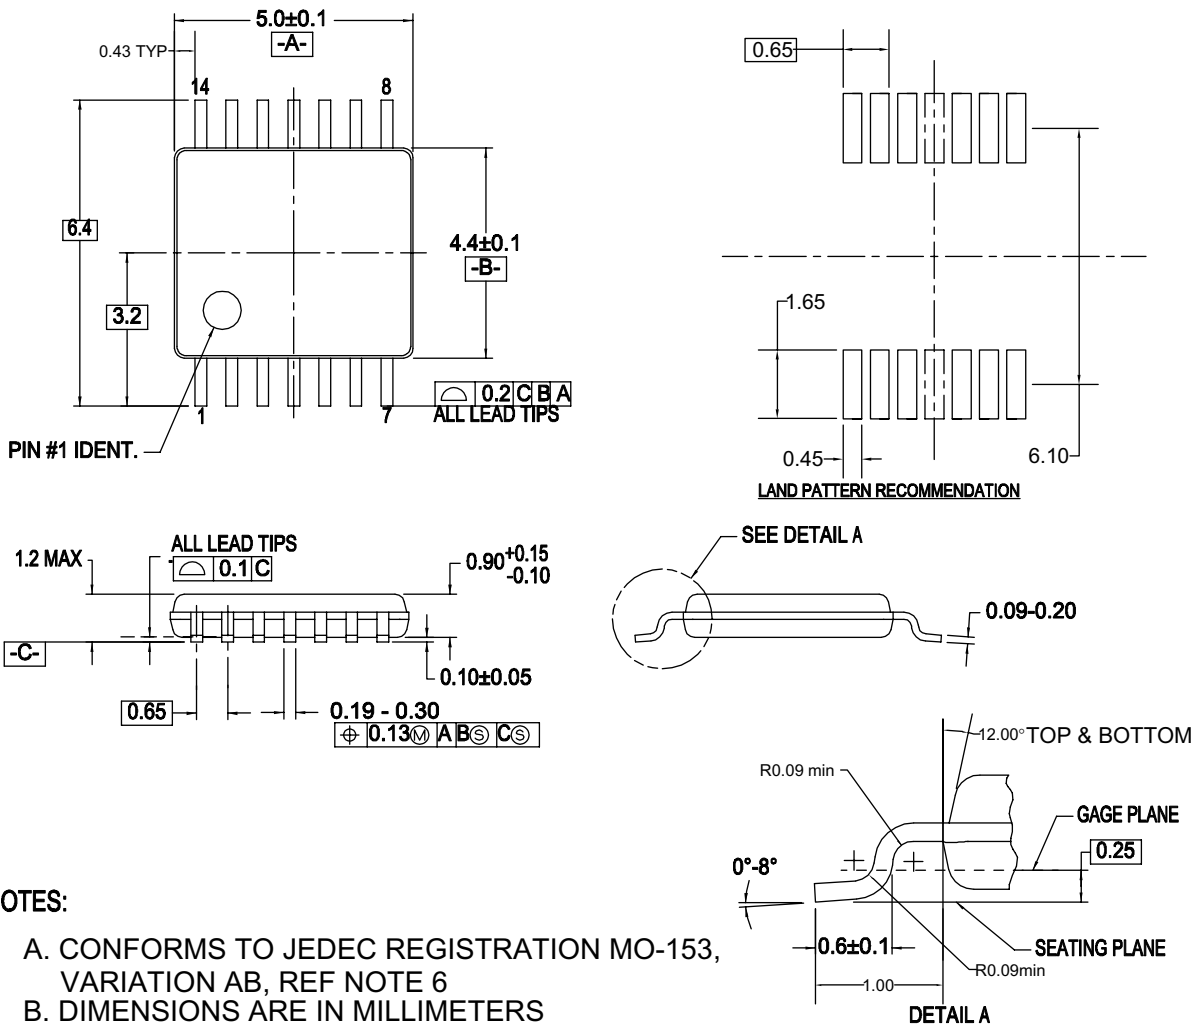 5.0±0.1
-A-
0.43 TYP
14
8
6.4
3.2
4.4±0.1
-B-
0.2 C B A
ALL LEAD TIPS
1
7
PIN #1 IDENT.
0.65
1.65
0.45
6.10
LAND PATTERN RECOMMENDATION
1.2 MAX
ALL LEAD TIPS
0.1 C
0.90+0.15
-0.10
-C-
0.10±0.05
0.65
0.19 - 0.30
0.13Ⓜ A BⓈ CⓈ
SEE DETAIL A
0.09-0.20
12.00° TOP & BOTTOM
R0.09 min
GAGE PLANE
0.25
0°-8°
0.6±0.1
SEATING PLANE
R0.09min
1.00
DETAIL A
OTES:
A. CONFORMS TO JEDEC REGISTRATION MO-153,
VARIATION AB, REF NOTE 6
B. DIMENSIONS ARE IN MILLIMETERS